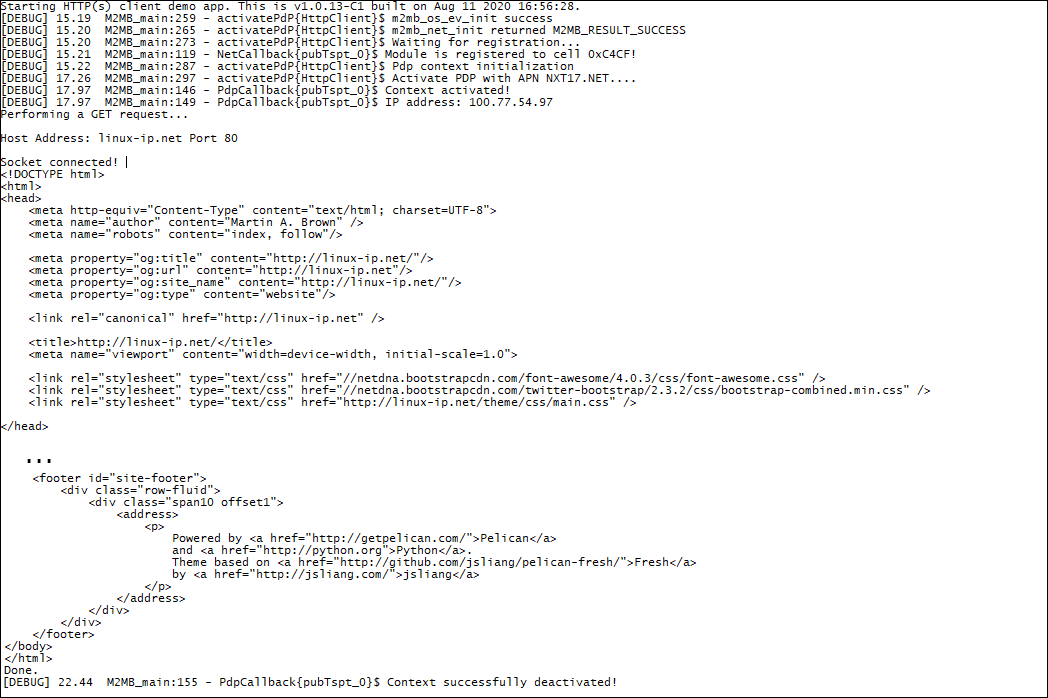 Starting HTTP(s) client demo app. This is v1.0.13-C1 built on Aug 11 2020 16:56:28.
[DEBUG] 15.19  M2MB_main:259 - activatePdP{HttpClient}$ m2mb_os_ev_init success
[DEBUG] 15.20  M2MB_main:265 - activatePdP{HttpClient}$ m2mb_net_init returned M2MB_RESULT_SUCCESS
[DEBUG] 15.20  M2MB_main:273 - activatePdP{HttpClient}$ Waiting for registration...
[DEBUG] 15.21  M2MB_main:119 - NetCallback{pubTspt_0}$ Module is registered to cell 0xC4CF!
[DEBUG] 15.22  M2MB_main:287 - activatePdP{HttpClient}$ Pdp context initialization
[DEBUG] 17.26  M2MB_main:297 - activatePdP{HttpClient}$ Activate PDP with APN NXT17.NET....
[DEBUG] 17.97  M2MB_main:146 - PdpCallback{pubTspt_0}$ Context activated!
[DEBUG] 17.97  M2MB_main:149 - PdpCallback{pubTspt_0}$ IP address: 100.77.54.97
Performing a GET request...
Host Address: linux-ip.net Port 80
Socket connected!
<!DOCTYPE html>
<html>
<head>
    <meta http-equiv="Content-Type" content="text/html; charset=UTF-8">
    <meta name="author" content="Martin A. Brown" />
    <meta name="robots" content="index, follow"/>
    <meta property="og:title" content="http://linux-ip.net/"/>
    <meta property="og:url" content="http://linux-ip.net"/>
    <meta property="og:site_name" content="http://linux-ip.net/"/>
    <meta property="og:type" content="website"/>
    <link rel="canonical" href="http://linux-ip.net" />
    <title>http://linux-ip.net/</title>
    <meta name="viewport" content="width=device-width, initial-scale=1.0">
    <link rel="stylesheet" type="text/css" href="//netdna.bootstrapcdn.com/font-awesome/4.0.3/css/font-awesome.css" />
    <link rel="stylesheet" type="text/css" href="//netdna.bootstrapcdn.com/twitter-bootstrap/2.3.2/css/bootstrap-combined.min.css" />
    <link rel="stylesheet" type="text/css" href="http://linux-ip.net/theme/css/main.css" />
</head>
...
    <footer id="site-footer">
        <div class="row-fluid">
            <div class="span10 offset1">
                <address>
                    <p>
                        Powered by <a href="http://getpelican.com/">Pelican</a>
                        and <a href="http://python.org">Python</a>.
                        Theme based on <a href="http://github.com/jsliang/pelican-fresh/">Fresh</a>
                        by <a href="http://jsliang.com/">jsliang</a>
                    </p>
                </address>
            </div>
        </div>
    </footer>
</body>
</html>
Done.
[DEBUG] 22.44  M2MB_main:155 - PdpCallback{pubTspt_0}$ Context successfully deactivated!